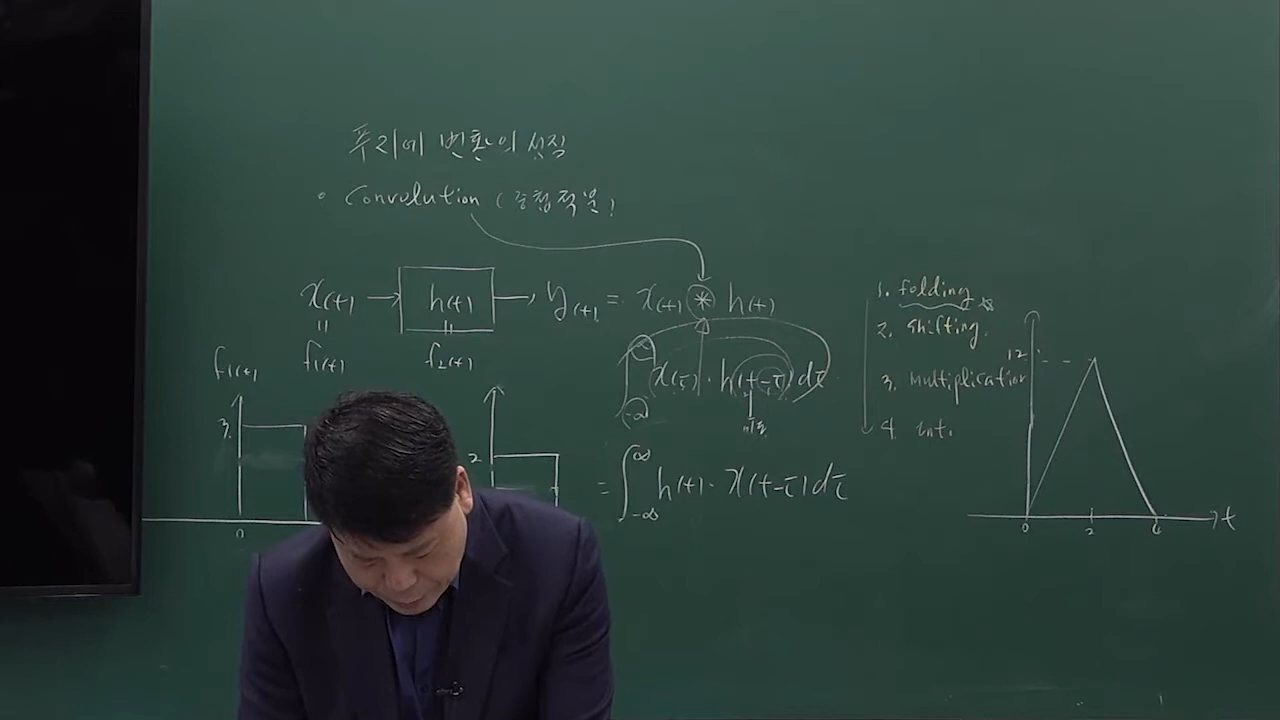 푸리에 변환의 성질
• Convolution (중첩적분)
x(t) → h(t) → y(t) = x(t) * h(t)
= f₁(t)
= f₂(t)
∫_{-∞}^{∞} x(τ) · h(t-τ) dτ
= ∫_{-∞}^{∞} h(t) · x(t-τ) dτ
1. folding
2. shifting.
3. multiplication
4. int.
f₁(t)
3
0
2
12
0 2 4 t